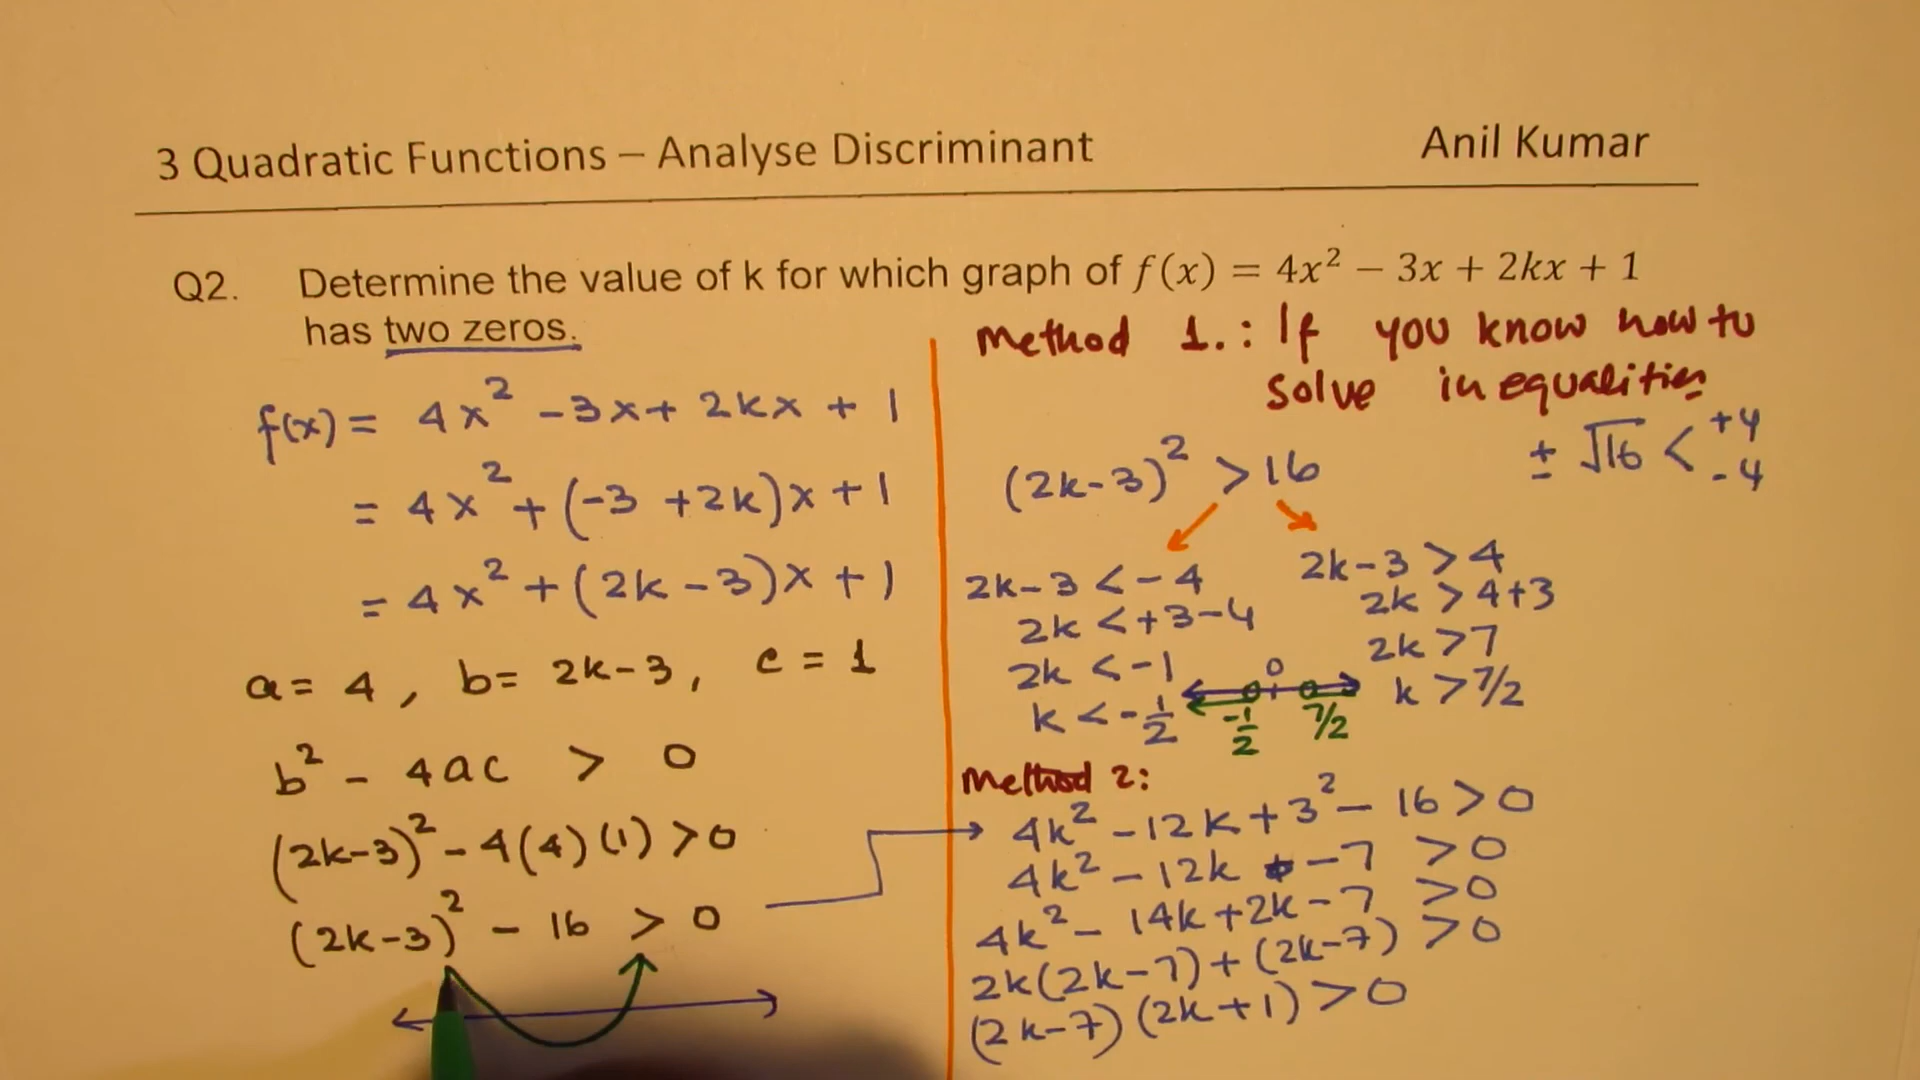 3 Quadratic Functions – Analyse Discriminant Anil Kumar
Q2. Determine the value of k for which graph of f(x) = 4x² − 3x + 2kx + 1
has two zeros.
f(x) = 4x² - 3x + 2kx + 1
= 4x² + (-3 + 2k)x + 1
= 4x² + (2k - 3)x + 1
a = 4, b = 2k - 3, c = 1
b² - 4ac > 0
(2k-3)² - 4(4)(1) > 0
(2k-3)² - 16 > 0
Method 1.: If you know how to
solve inequalities
± √16 < +4
-4
(2k-3)² > 16
2k-3 < -4
2k < +3-4
2k < -1
k < -1/2
2k-3 > 4
2k > 4+3
2k > 7
k > 7/2
0
-1/2 7/2
Method 2:
4k² - 12k + 3² - 16 > 0
4k² - 12k - 7 > 0
4k² - 14k + 2k - 7 > 0
2k(2k-7) + (2k-7) > 0
(2k-7)(2k+1) > 0